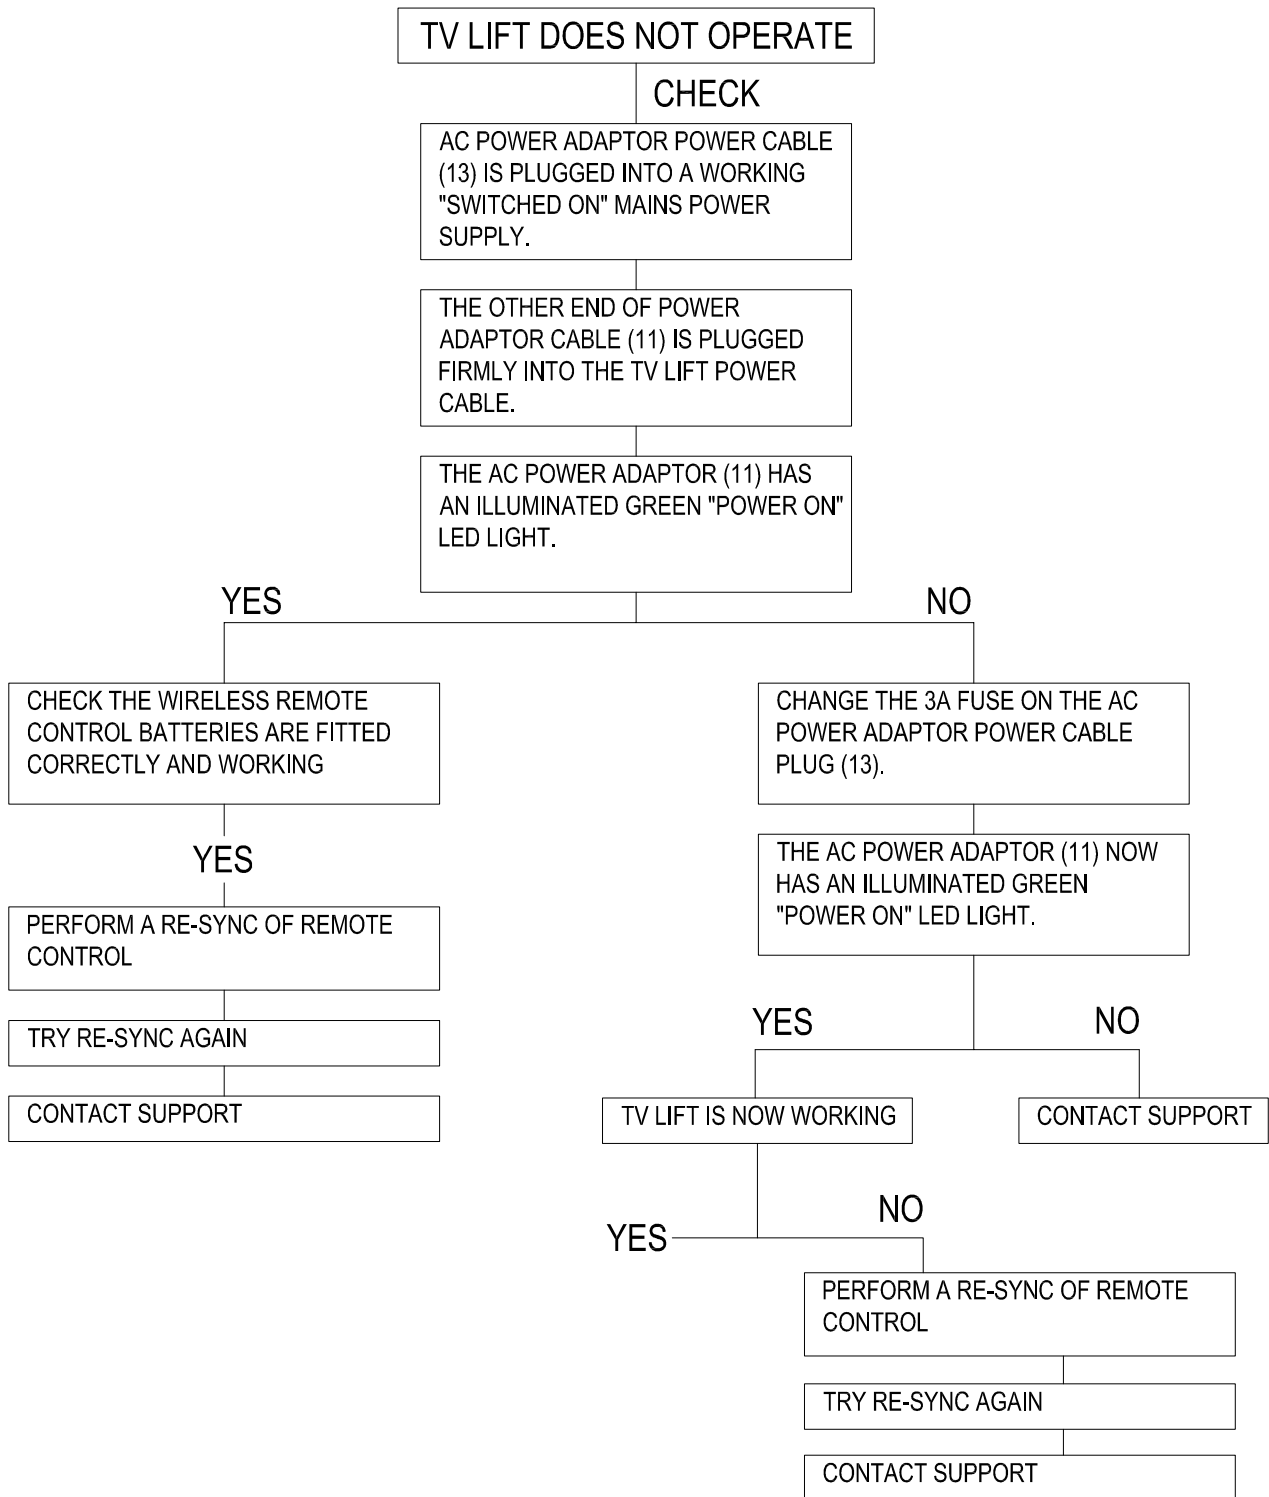 TV LIFT DOES NOT OPERATE
CHECK
AC POWER ADAPTOR POWER CABLE
(13) IS PLUGGED INTO A WORKING
"SWITCHED ON" MAINS POWER
SUPPLY.
THE OTHER END OF POWER
ADAPTOR CABLE (11) IS PLUGGED
FIRMLY INTO THE TV LIFT POWER
CABLE.
THE AC POWER ADAPTOR (11) HAS
AN ILLUMINATED GREEN "POWER ON"
LED LIGHT.
YES
CHECK THE WIRELESS REMOTE
CONTROL BATTERIES ARE FITTED
CORRECTLY AND WORKING
YES
PERFORM A RE-SYNC OF REMOTE
CONTROL
TRY RE-SYNC AGAIN
CONTACT SUPPORT
NO
CHANGE THE 3A FUSE ON THE AC
POWER ADAPTOR POWER CABLE
PLUG (13).
THE AC POWER ADAPTOR (11) NOW
HAS AN ILLUMINATED GREEN
"POWER ON" LED LIGHT.
YES
NO
TV LIFT IS NOW WORKING
CONTACT SUPPORT
YES
NO
PERFORM A RE-SYNC OF REMOTE
CONTROL
TRY RE-SYNC AGAIN
CONTACT SUPPORT